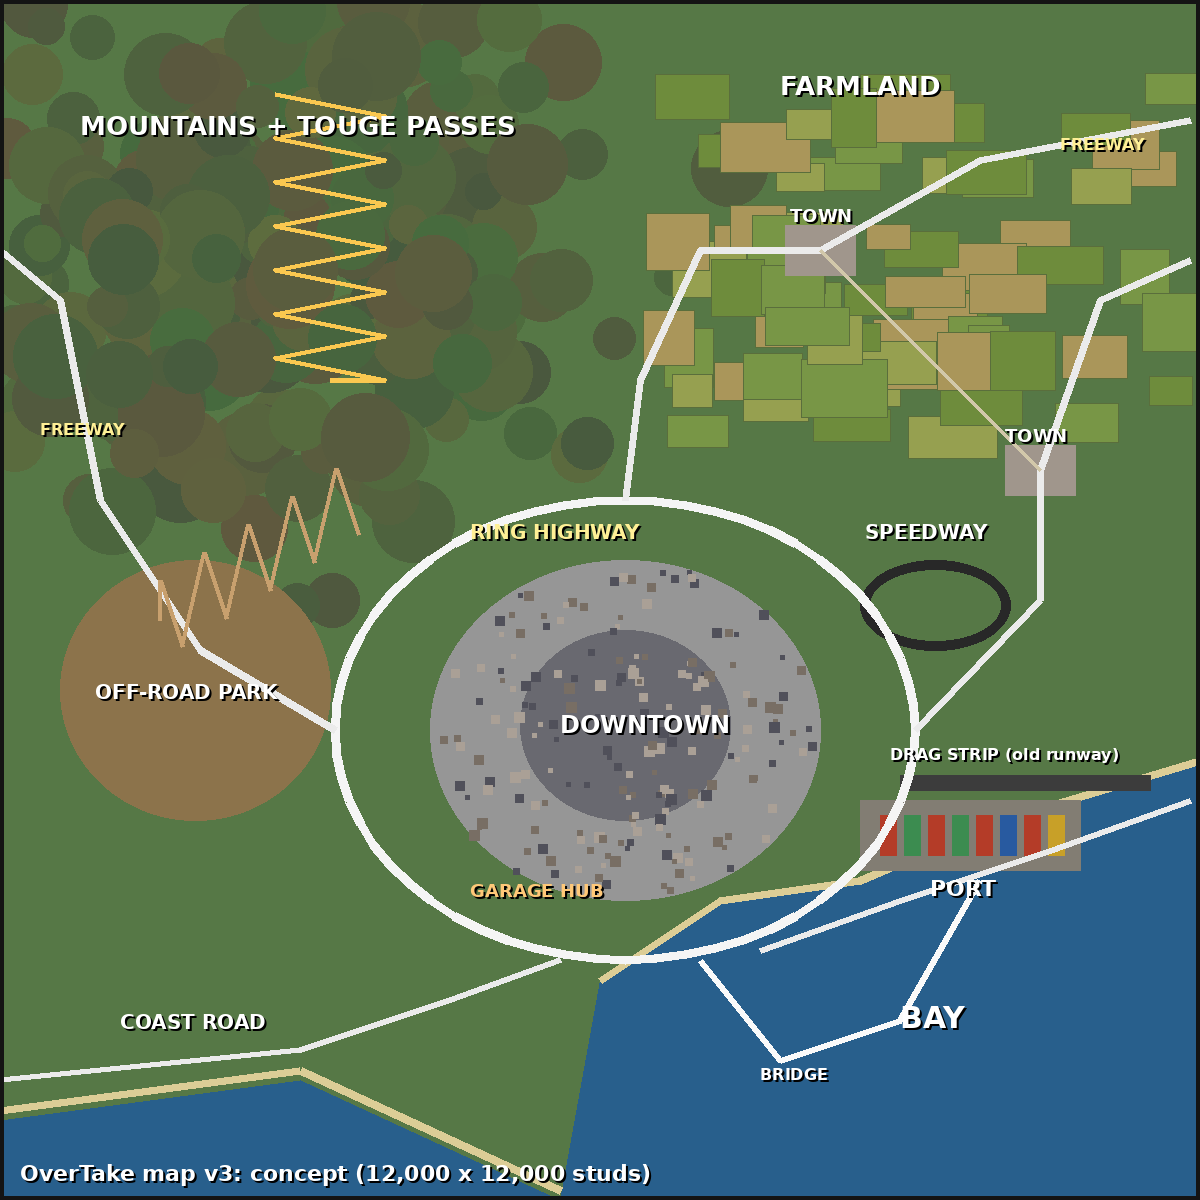 FARMLAND
MOUNTAINS + TOUGE PASSES
FREEWAY
TOWN
FREEWAY
TOWN
RING HIGHWAY
SPEEDWAY
OFF-ROAD PARK
DOWNTOWN
DRAG STRIP (old runway)
GARAGE HUB
PORT
COAST ROAD
BAY
BRIDGE
OverTake map v3: concept (12,000 x 12,000 studs)